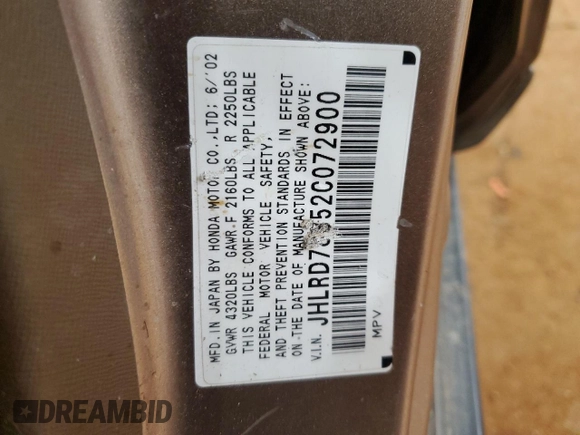 MFD. IN JAPAN BY HONDA MOTOR CO.,LTD; 6/'02
GVWR 4320LBS GAWR.F 2160LBS. R 2250LBS
THIS VEHICLE CONFORMS TO ALL APPLICABLE
FEDERAL MOTOR VEHICLE SAFETY,
AND THEFT PREVENTION STANDARDS IN EFFECT
ON THE DATE OF MANUFACTURE SHOWN ABOVE:
V.I.N.
MPV
DREAMBID